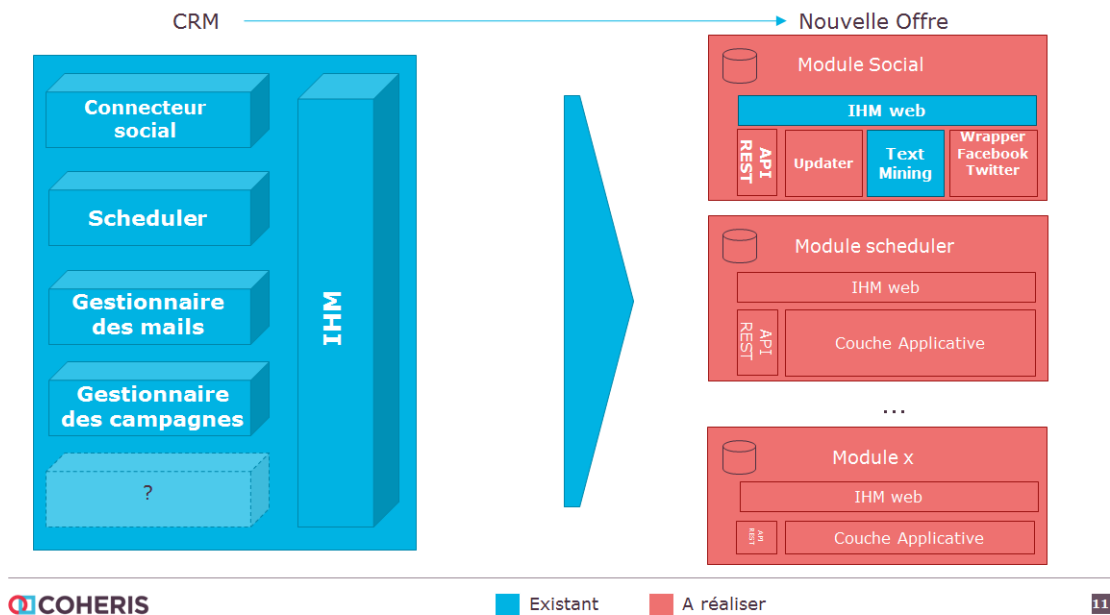 CRM
Nouvelle Offre
Connecteur
social
Scheduler
Gestionnaire
des mails
Gestionnaire
des campagnes
?
IHM
Module Social
IHM web
API
REST
Updater
Text
Mining
Wrapper
Facebook
Twitter
Module scheduler
IHM web
API
REST
Couche Applicative
...
Module x
IHM web
API
REST
Couche Applicative
COHERIS
Existant
A réaliser
11